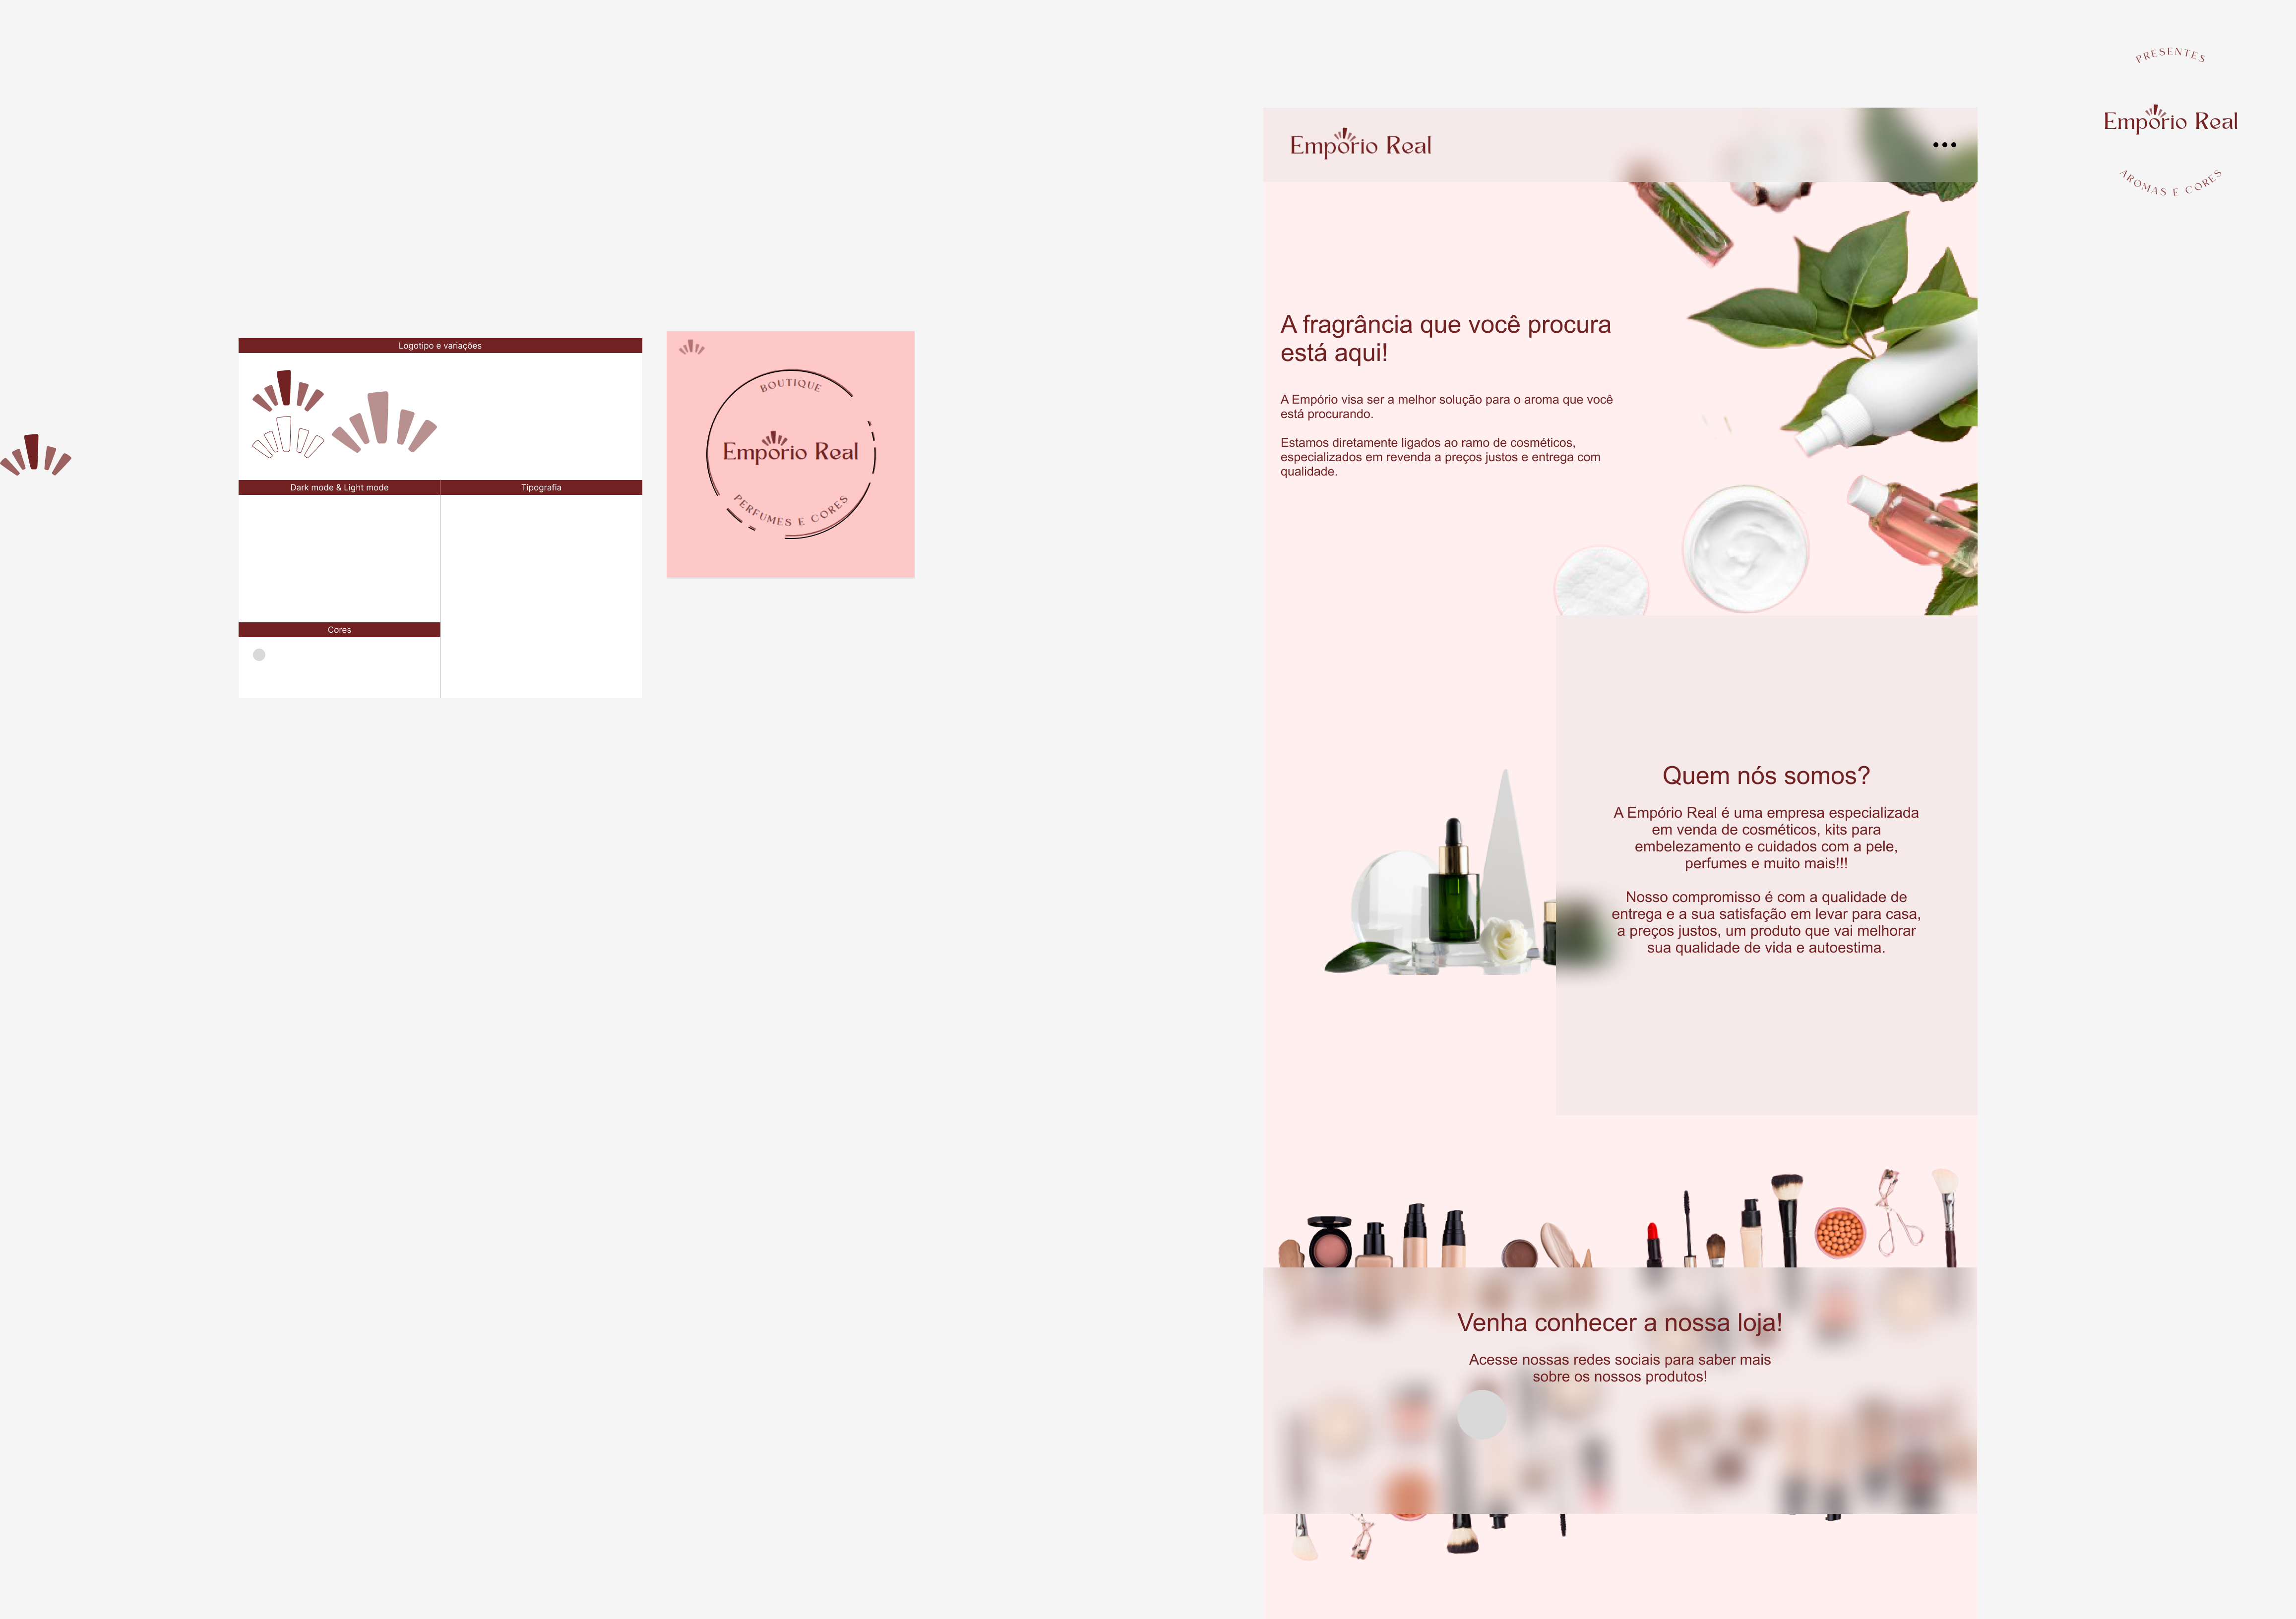 Logotipo e variações
Dark mode & Light mode
Tipografia
Cores
BOUTIQUE
Empório Real
PERFUMES E CORES
Empório Real
A fragrância que você procura
está aqui!
A Empório visa ser a melhor solução para o aroma que você
está procurando.
Estamos diretamente ligados ao ramo de cosméticos,
especializados em revenda a preços justos e entrega com
qualidade.
Quem nós somos?
A Empório Real é uma empresa especializada
em venda de cosméticos, kits para
embelezamento e cuidados com a pele,
perfumes e muito mais!!!
Nosso compromisso é com a qualidade de
entrega e a sua satisfação em levar para casa,
a preços justos, um produto que vai melhorar
sua qualidade de vida e autoestima.
Venha conhecer a nossa loja!
Acesse nossas redes sociais para saber mais
sobre os nossos produtos!
PRESENTES
Empório Real
AROMAS E CORES